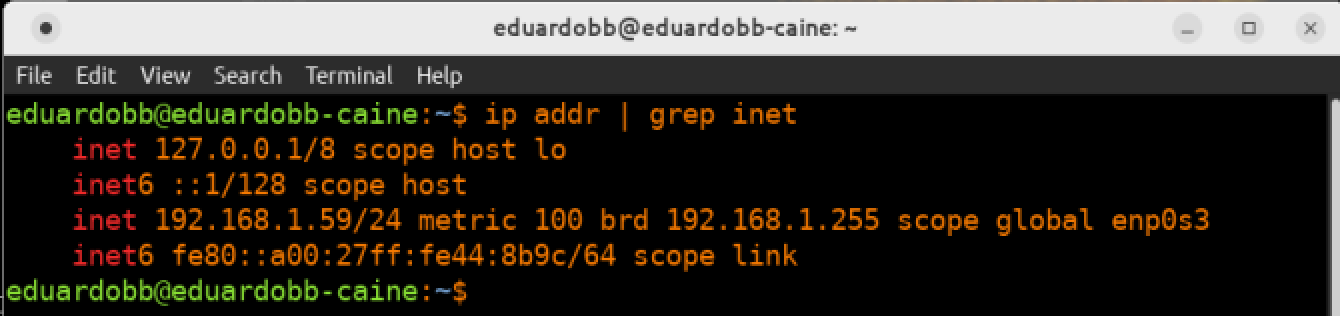 eduardobb@eduardobb-caine: ~
File Edit View Search Terminal Help
eduardobb@eduardobb-caine:~$ ip addr | grep inet
    inet 127.0.0.1/8 scope host lo
    inet6 ::1/128 scope host
    inet 192.168.1.59/24 metric 100 brd 192.168.1.255 scope global enp0s3
    inet6 fe80::a00:27ff:fe44:8b9c/64 scope link
eduardobb@eduardobb-caine:~$